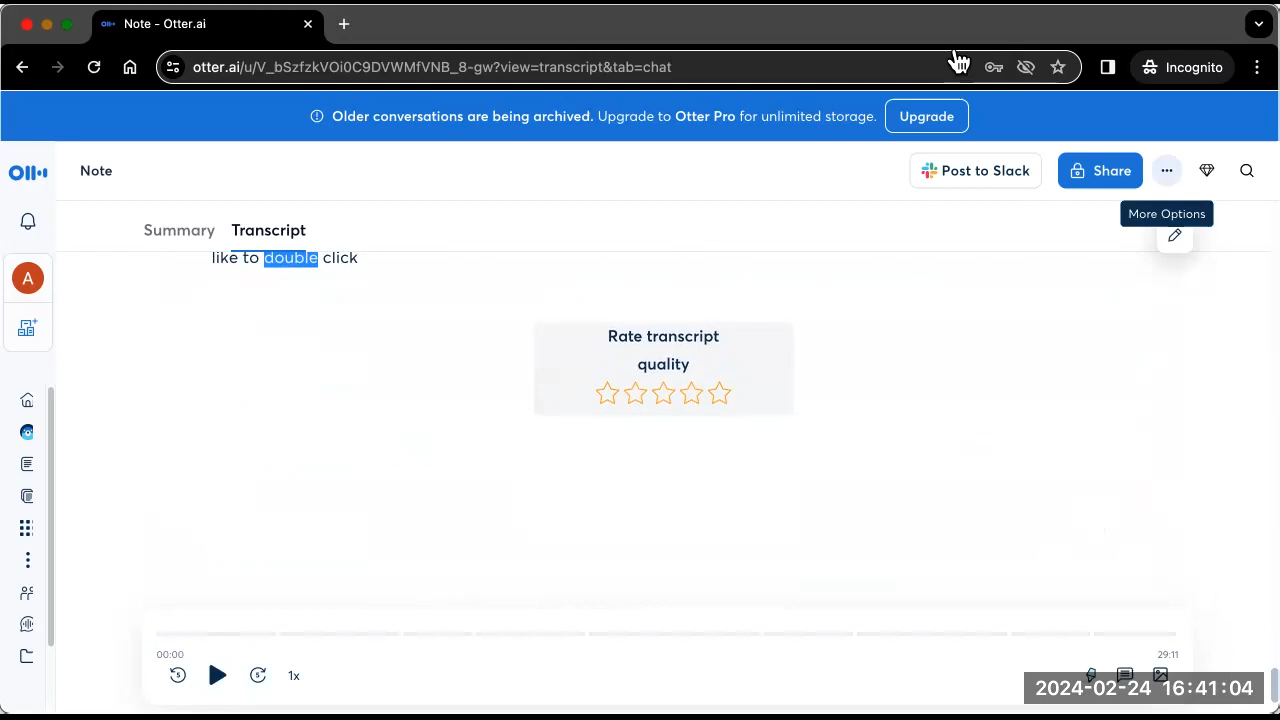 Note - Otter.ai
otter.ai/u/V_bSzfzkVOi0C9DVWMfVNB_8-gw?view=transcript&tab=chat
Incognito
Older conversations are being archived. Upgrade to Otter Pro for unlimited storage.
Upgrade
Note
Post to Slack
Share
More Options
Summary
Transcript
A
like to double click
Rate transcript
quality
00:00
29:11
5
5
1x
2024-02-24 16:41:04